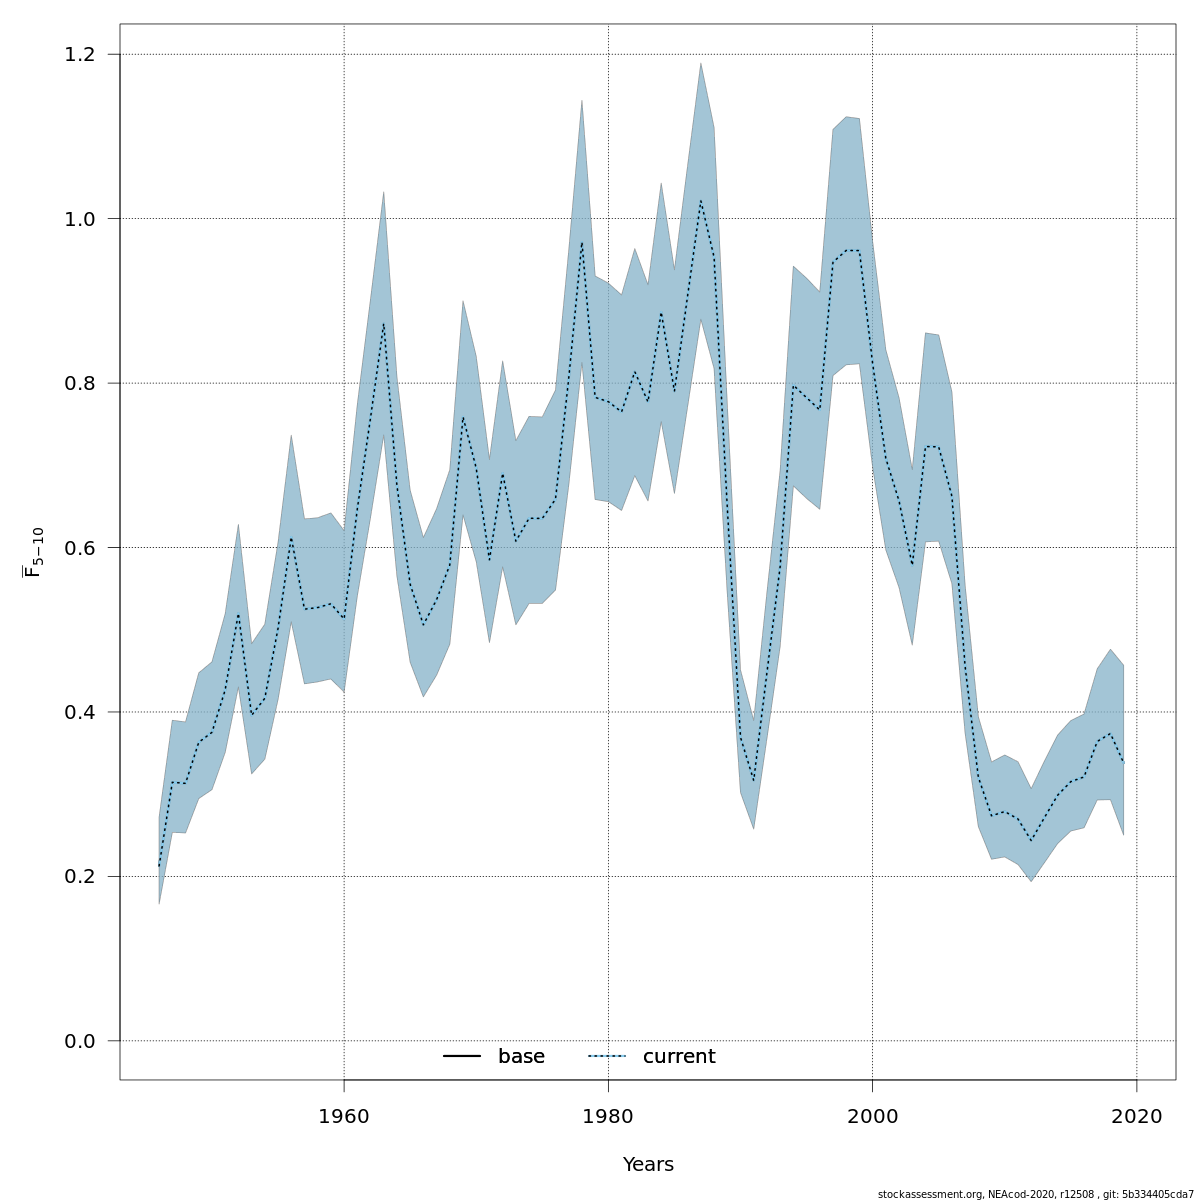 1.2
1.0
0.8
0.6
0.4
0.2
0.0
F̅5−10
base current
1960 1980 2000 2020
Years
stockassessment.org, NEAcod-2020, r12508 , git: 5b334405cda7